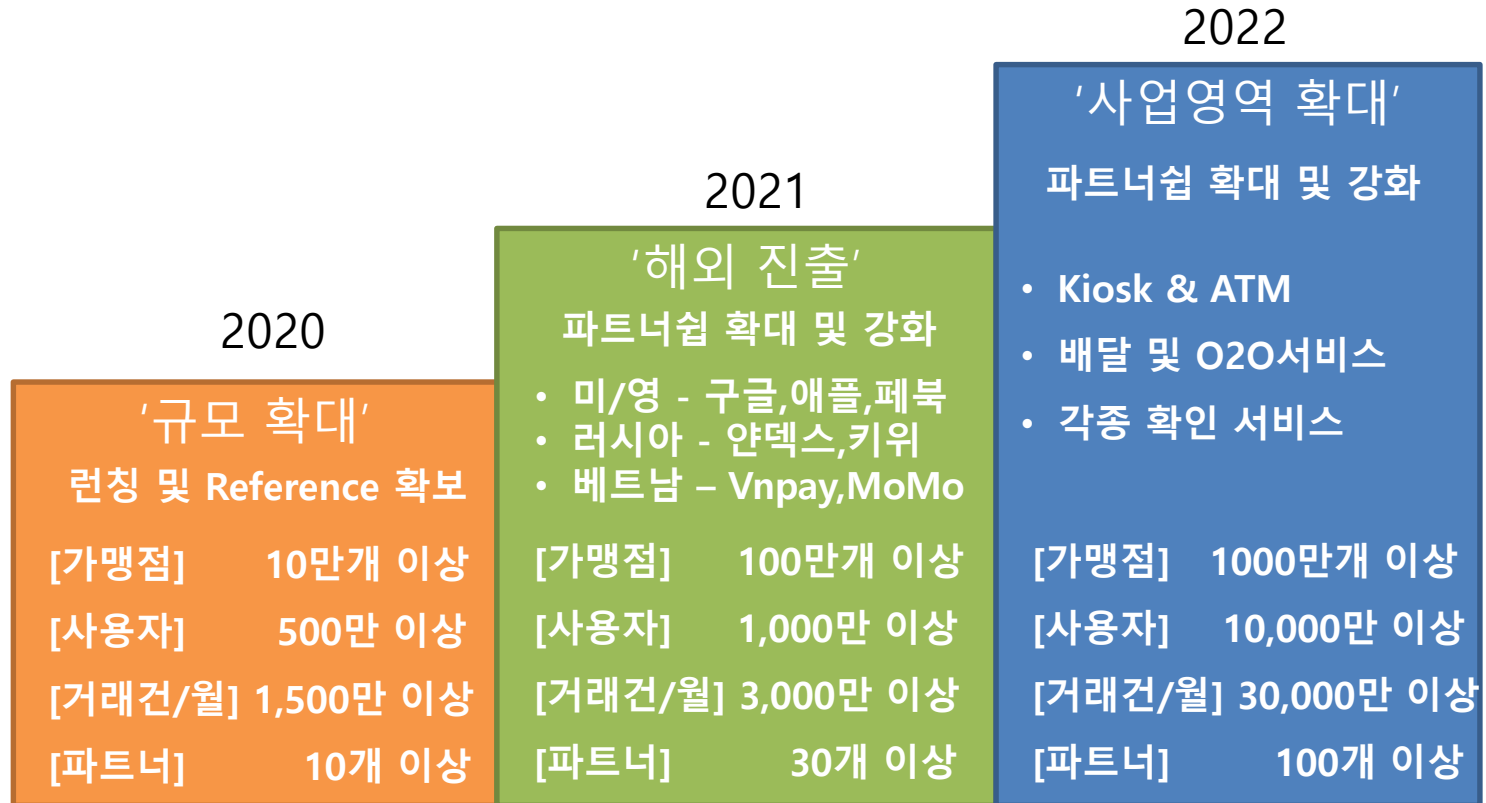 2020
'규모 확대'
런칭 및 Reference 확보
[가맹점] 10만개 이상
[사용자] 500만 이상
[거래건/월] 1,500만 이상
[파트너] 10개 이상
2021
'해외 진출'
파트너쉽 확대 및 강화
• 미/영 - 구글,애플,페북
• 러시아 - 얀덱스,키위
• 베트남 – Vnpay,MoMo
[가맹점] 100만개 이상
[사용자] 1,000만 이상
[거래건/월] 3,000만 이상
[파트너] 30개 이상
2022
'사업영역 확대'
파트너쉽 확대 및 강화
• Kiosk & ATM
• 배달 및 O2O서비스
• 각종 확인 서비스
[가맹점] 1000만개 이상
[사용자] 10,000만 이상
[거래건/월] 30,000만 이상
[파트너] 100개 이상